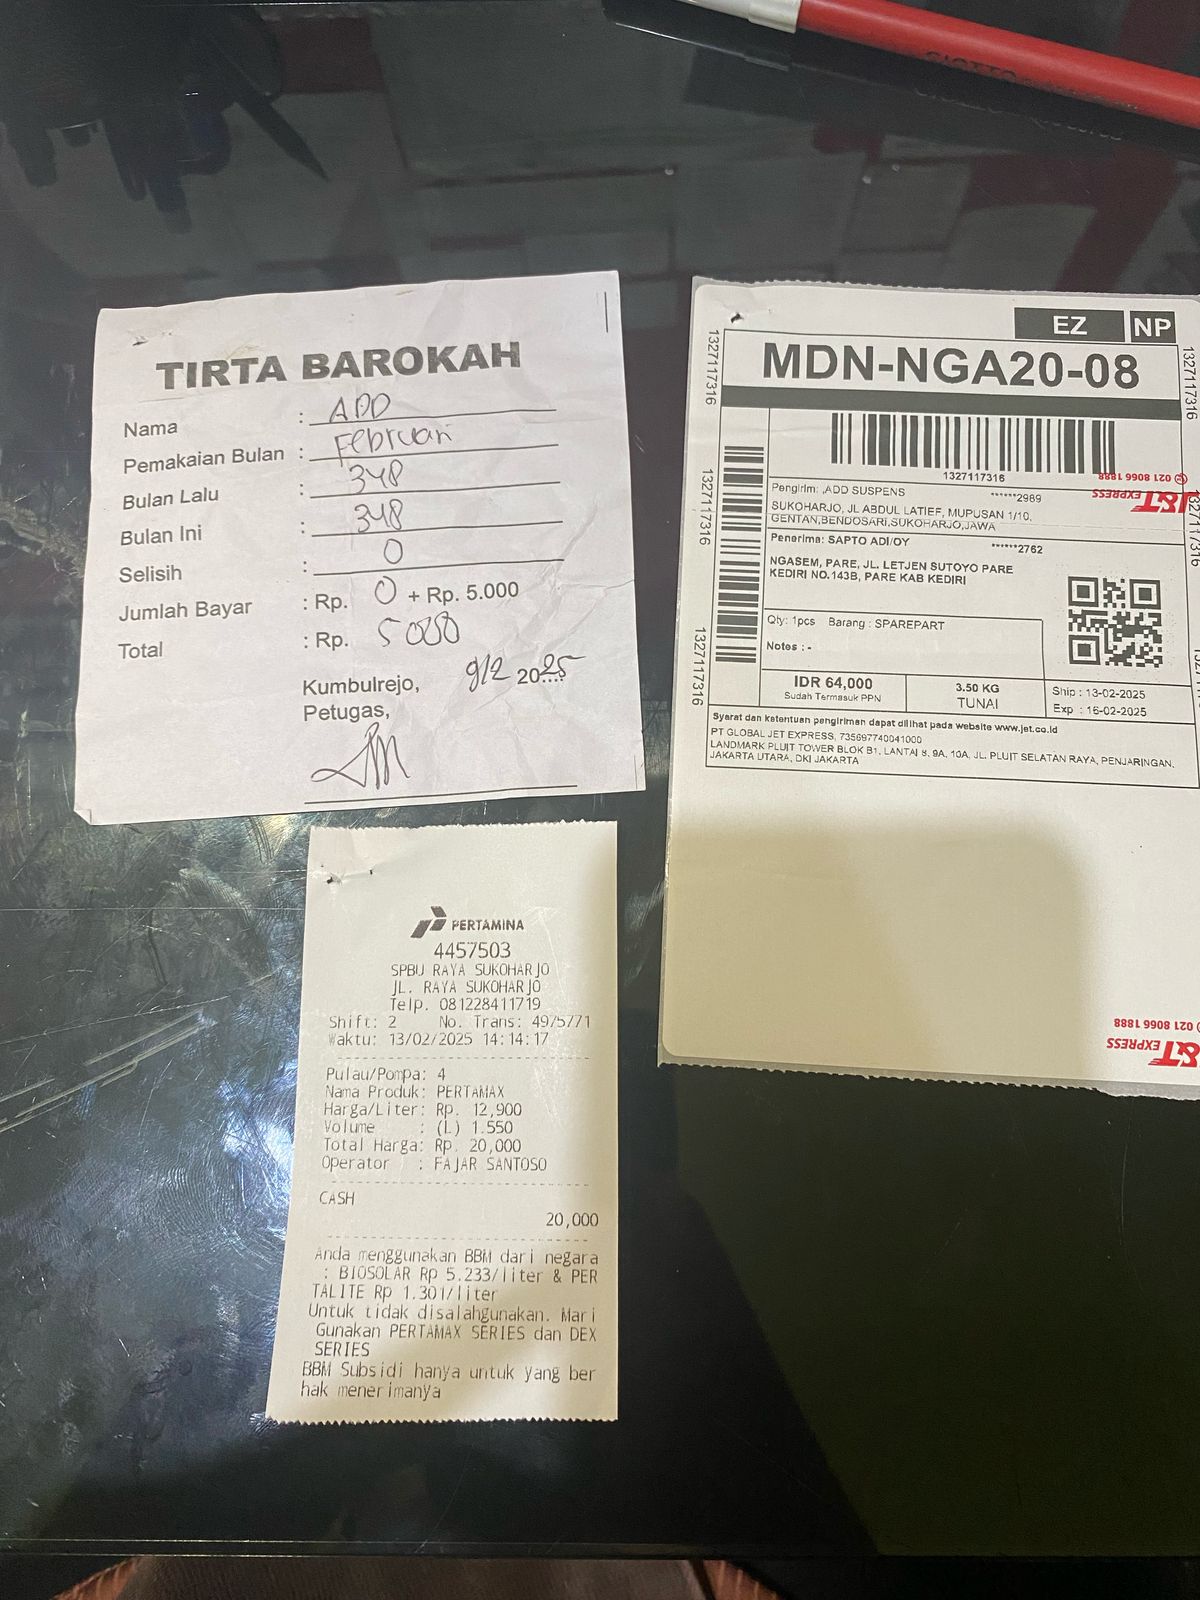 TIRTA BAROKAH
Nama : ADD
Pemakaian Bulan : Februari
Bulan Lalu : 348
Bulan Ini : 348
Selisih : 0
Jumlah Bayar : Rp. 0 + Rp. 5.000
Total : Rp. 5000
Kumbulrejo, 9/2 2025
Petugas,
EZ NP
MDN-NGA20-08
1327117316
1327117316
1327117316
1327117316
1327117316
1327117316
021 8066 1888
J&T EXPRESS
Pengirim: ,ADD SUSPENS ******2989
SUKOHARJO, JL ABDUL LATIEF, MUPUSAN 1/10,
GENTAN,BENDOSARI,SUKOHARJO,JAWA
Penerima: SAPTO ADI/OY ******2762
NGASEM, PARE, JL. LETJEN SUTOYO PARE
KEDIRI NO.143B, PARE KAB KEDIRI
Qty: 1pcs Barang : SPAREPART
Notes : -
IDR 64,000
Sudah Termasuk PPN
3.50 KG
TUNAI
Ship : 13-02-2025
Exp : 16-02-2025
Syarat dan ketentuan pengiriman dapat dilihat pada website www.jet.co.id
PT GLOBAL JET EXPRESS, 735697740041000
LANDMARK PLUIT TOWER BLOK B1, LANTAI 8, 9A, 10A, JL. PLUIT SELATAN RAYA, PENJARINGAN,
JAKARTA UTARA, DKI JAKARTA
021 8066 1888
J&T EXPRESS
PERTAMINA
4457503
SPBU RAYA SUKOHARJO
JL. RAYA SUKOHARJO
Telp. 081228411719
Shift: 2 No. Trans: 4975771
Waktu: 13/02/2025 14:14:17
Pulau/Pompa: 4
Nama Produk: PERTAMAX
Harga/Liter: Rp. 12,900
Volume : (L) 1.550
Total Harga: Rp. 20,000
Operator : FAJAR SANTOSO
CASH
20,000
Anda menggunakan BBM dari negara
: BIOSOLAR Rp 5.233/liter & PER
TALITE Rp 1.301/liter
Untuk tidak disalahgunakan. Mari
Gunakan PERTAMAX SERIES dan DEX
SERIES
BBM Subsidi hanya untuk yang ber
hak menerimanya